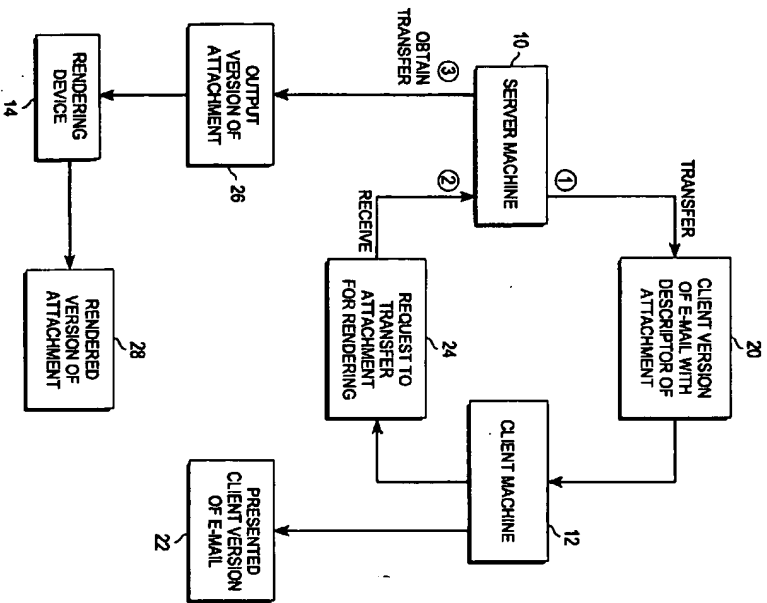 10
SERVER MACHINE
①
TRANSFER
20
CLIENT VERSION
OF E-MAIL WITH
DESCRIPTOR OF
ATTACHMENT
12
CLIENT MACHINE
22
PRESENTED
CLIENT VERSION
OF E-MAIL
24
REQUEST TO
TRANSFER
ATTACHMENT
FOR RENDERING
②
RECEIVE
③
OBTAIN
TRANSFER
26
OUTPUT
VERSION OF
ATTACHMENT
14
RENDERING
DEVICE
28
RENDERED
VERSION OF
ATTACHMENT